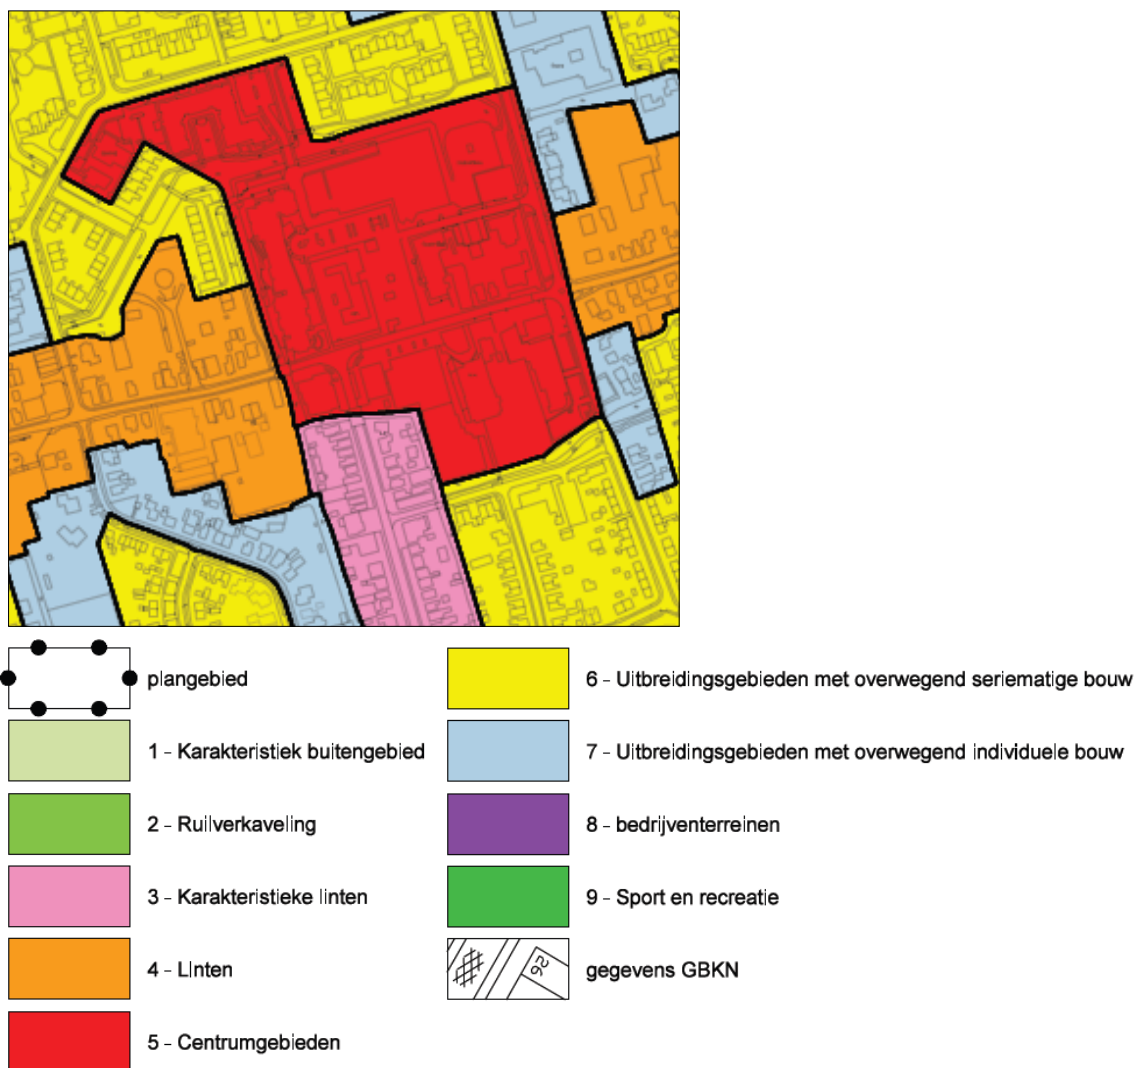 plangebied
1 - Karakteristiek buitengebied
2 - Ruilverkaveling
3 - Karakteristieke linten
4 - Linten
5 - Centrumgebieden
6 - Uitbreidingsgebieden met overwegend seriematige bouw
7 - Uitbreidingsgebieden met overwegend individuele bouw
8 - bedrijventerreinen
9 - Sport en recreatie
92
gegevens GBKN